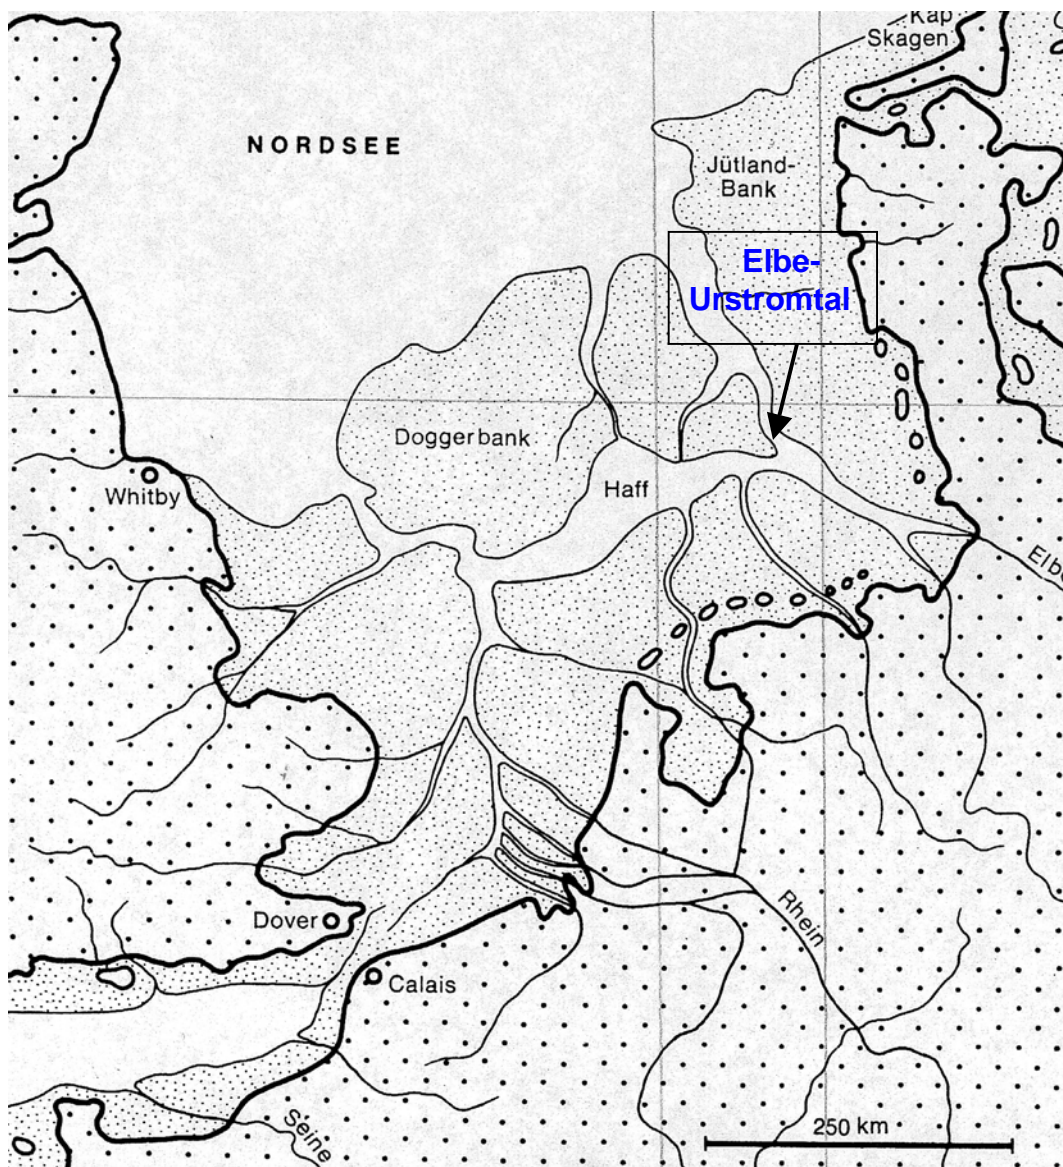 Kap
Skagen
NORDSEE
Jütland-
Bank
Elbe-
Urstromtal
Doggerbank
Haff
Whitby
Elbe
Rhein
Dover
Calais
Seine
250 km